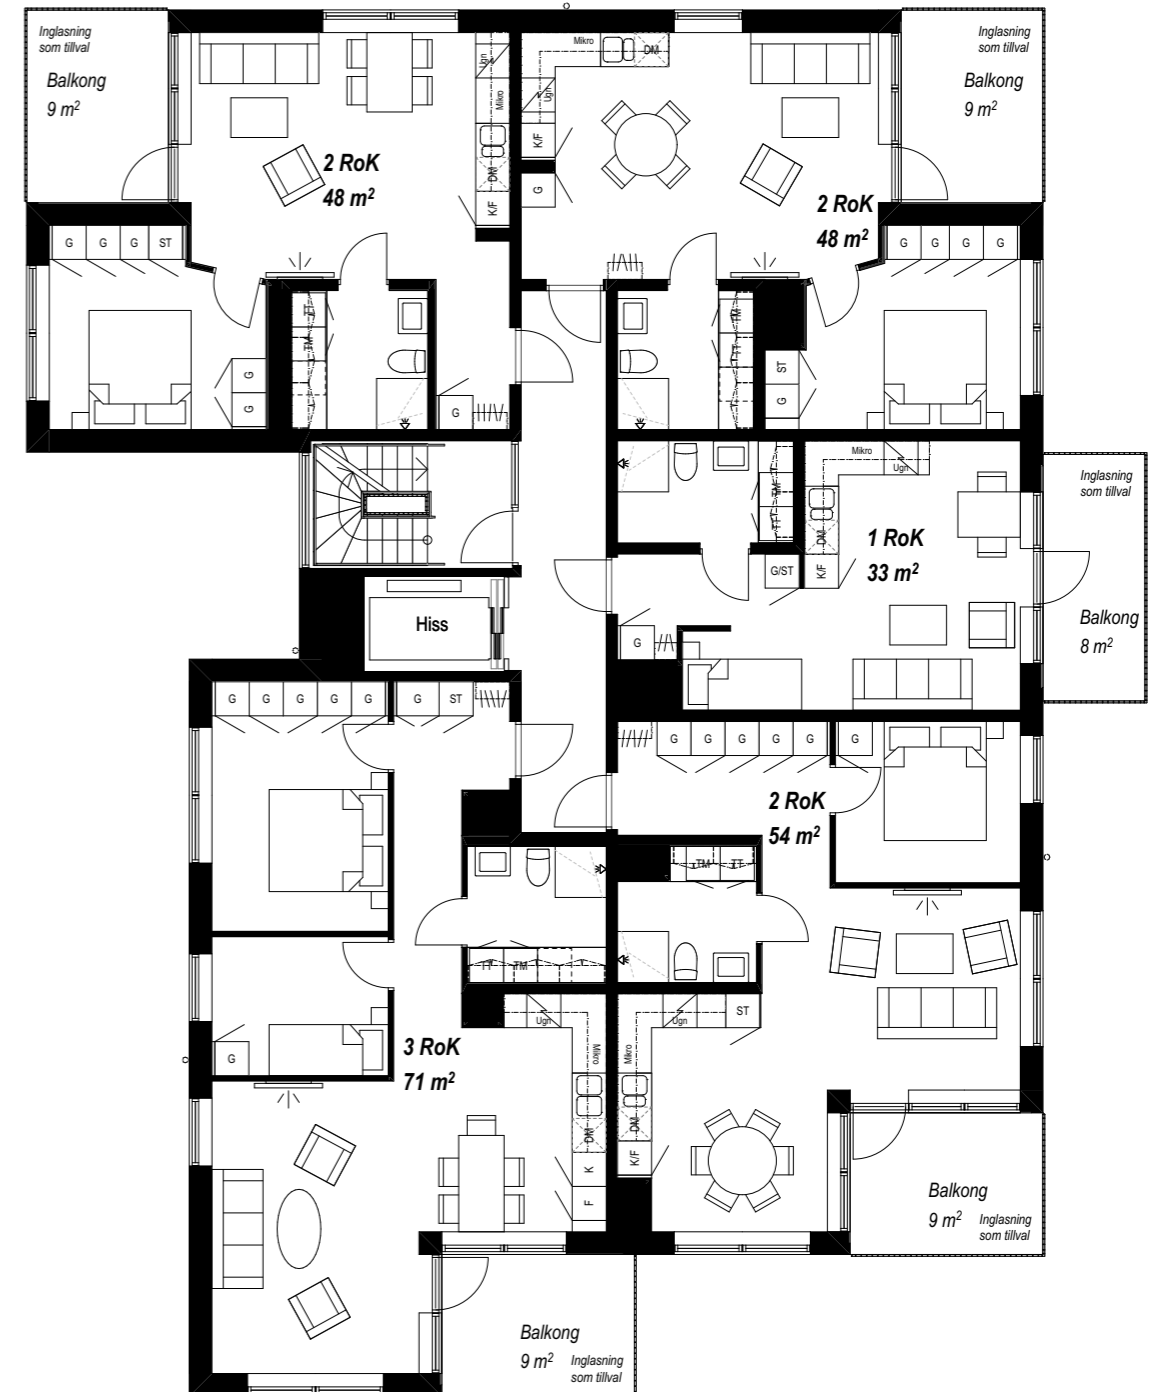 Inglasning
som tillval
Balkong
9 m²
Ugn
Mikro
DM
K/F
2 RoK
48 m²
G
G
G
ST
G
G
TT
TM
G
Mikro
DM
Ugn
K/F
G
2 RoK
48 m²
Inglasning
som tillval
Balkong
9 m²
G
G
G
G
TM
TT
ST
G
TM
TT
Mikro
Ugn
DM
K/F
G/ST
G
1 RoK
33 m²
Inglasning
som tillval
Balkong
8 m²
Hiss
G
G
G
G
G
G
ST
G
G
G
G
G
G
2 RoK
54 m²
TM
TT
TT
TM
T
G
3 RoK
71 m²
Ugn
Mikro
DM
K
F
Ugn
ST
Mikro
DM
K/F
Balkong
9 m²
Inglasning
som tillval
Balkong
9 m²
Inglasning
som tillval